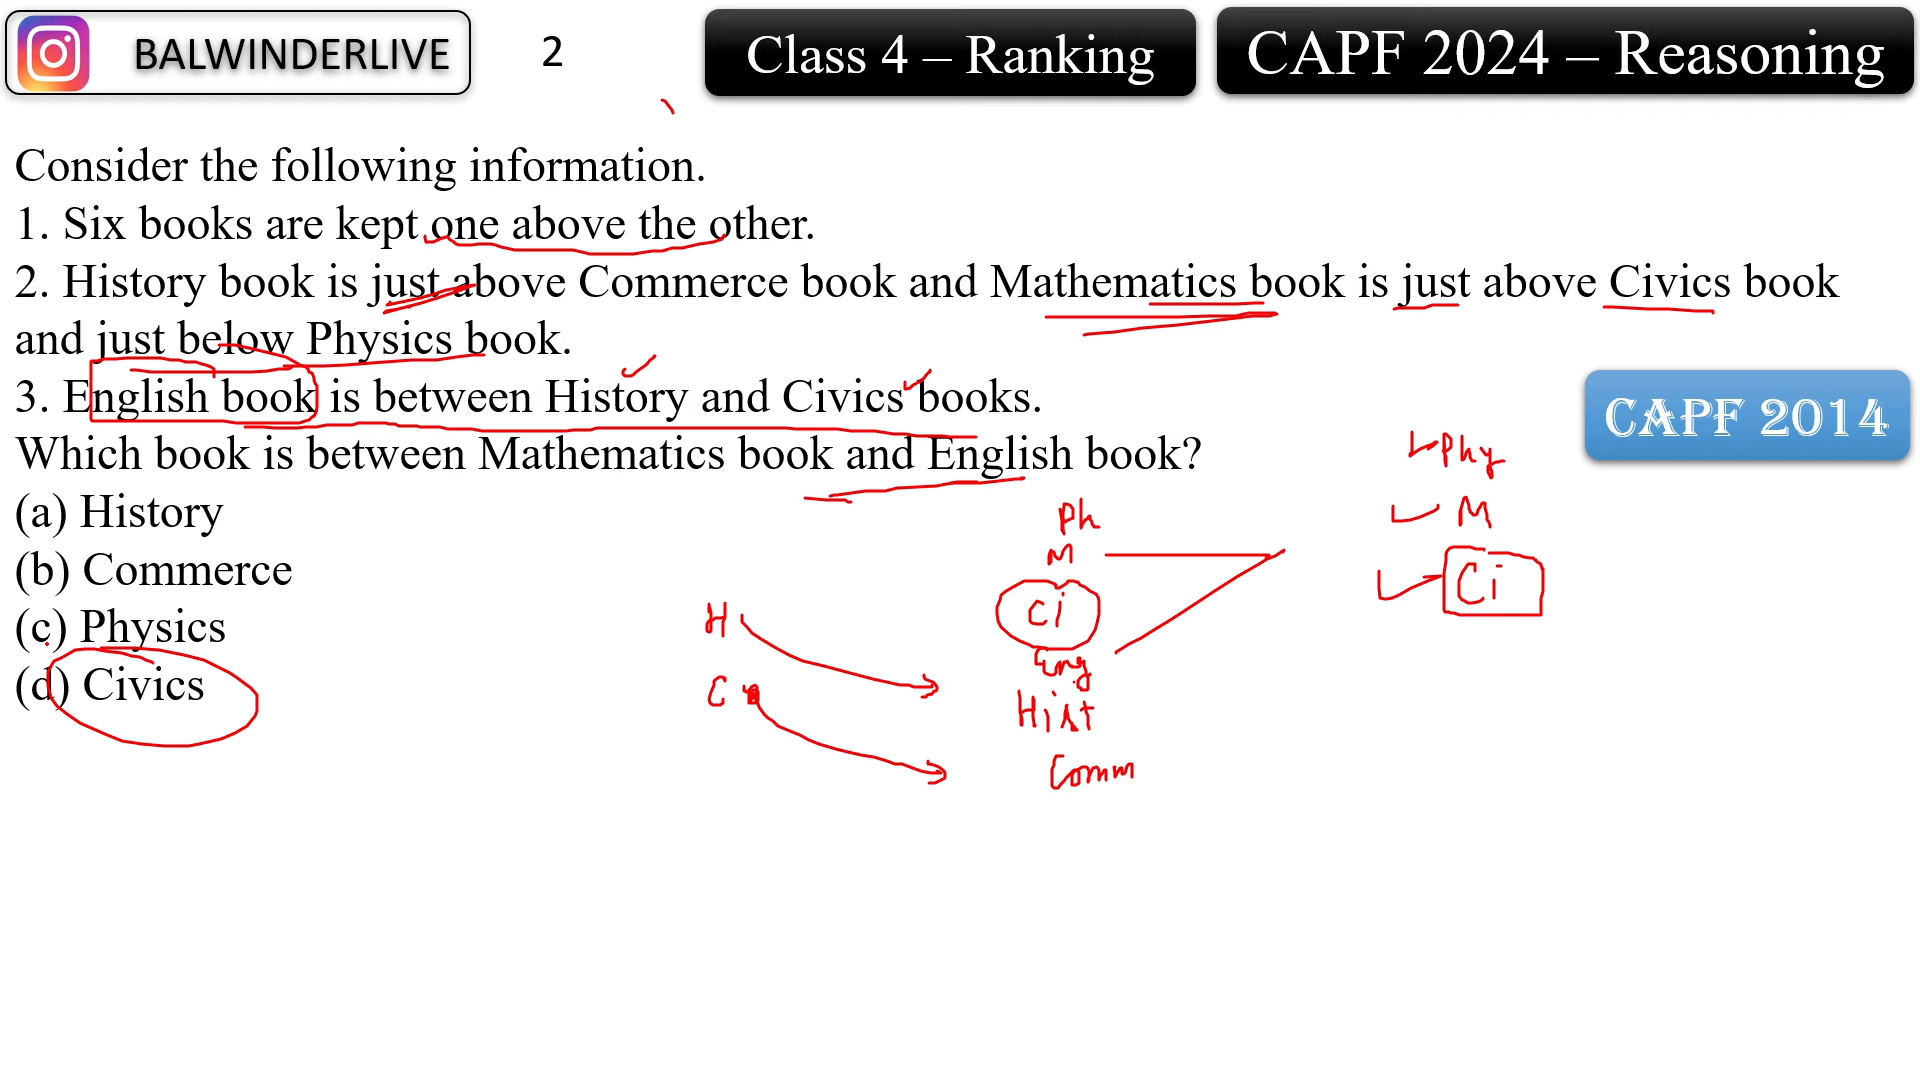 BALWINDERLIVE
2
Class 4 – Ranking
CAPF 2024 – Reasoning
Consider the following information.
1. Six books are kept one above the other.
2. History book is just above Commerce book and Mathematics book is just above Civics book
and just below Physics book.
3. English book is between History and Civics books.
CAPF 2014
Which book is between Mathematics book and English book?
(a) History
(b) Commerce
(c) Physics
(d) Civics
Phy
M
Ci
Ph
M
Ci
Eng
Hist
Comm
H
C